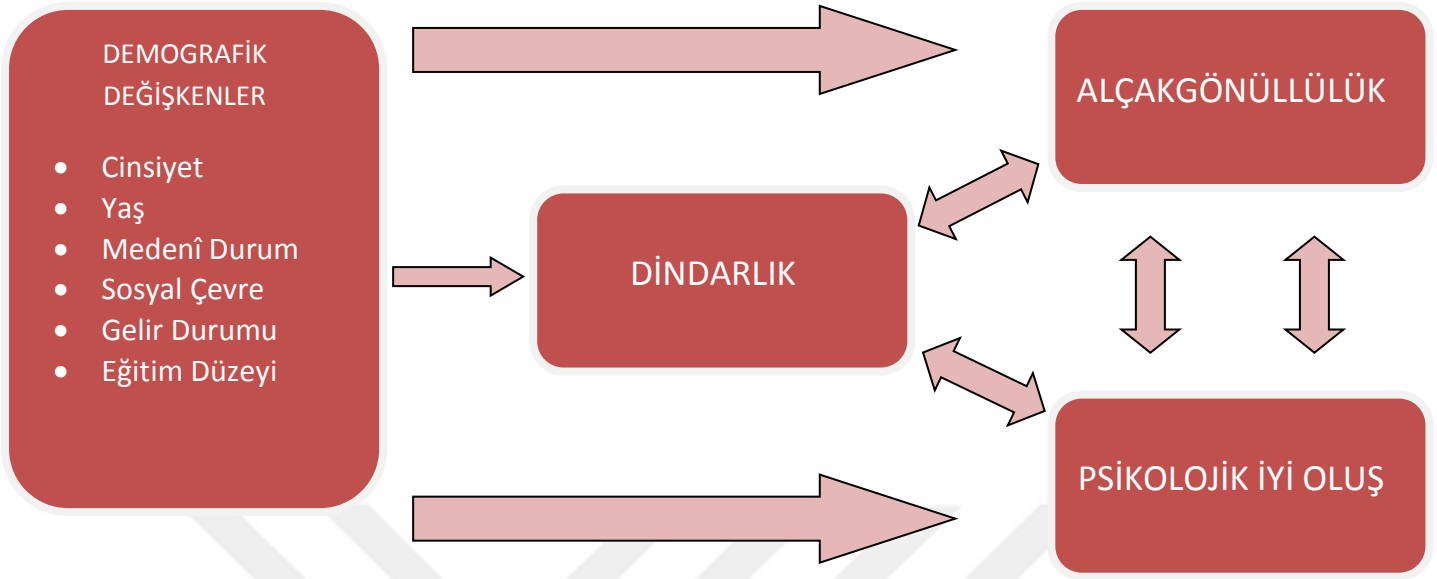 DEMOGRAFİK
DEĞİŞKENLER
• Cinsiyet
• Yaş
• Medenî Durum
• Sosyal Çevre
• Gelir Durumu
• Eğitim Düzeyi
DİNDARLIK
ALÇAKGÖNÜLLÜLÜK
PSİKOLOJİK İYİ OLUŞ